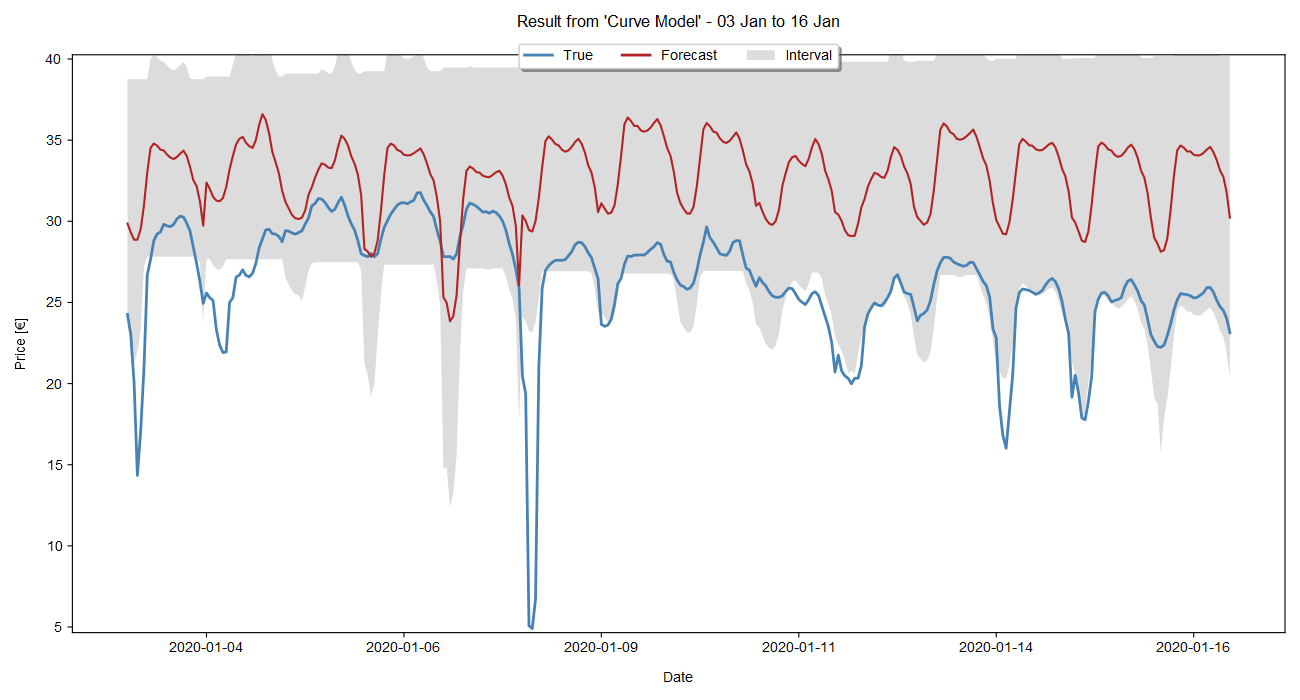 Result from 'Curve Model' - 03 Jan to 16 Jan
True Forecast Interval
40
35
30
25
20
15
10
5
Price [€]
2020-01-04 2020-01-06 2020-01-09 2020-01-11 2020-01-14 2020-01-16
Date